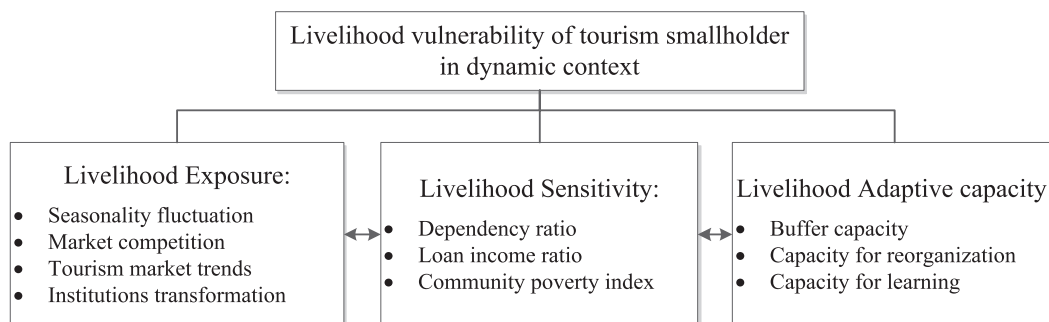 Livelihood vulnerability of tourism smallholder
in dynamic context
Livelihood Exposure:
• Seasonality fluctuation
• Market competition
• Tourism market trends
• Institutions transformation
Livelihood Sensitivity:
• Dependency ratio
• Loan income ratio
• Community poverty index
Livelihood Adaptive capacity
• Buffer capacity
• Capacity for reorganization
• Capacity for learning